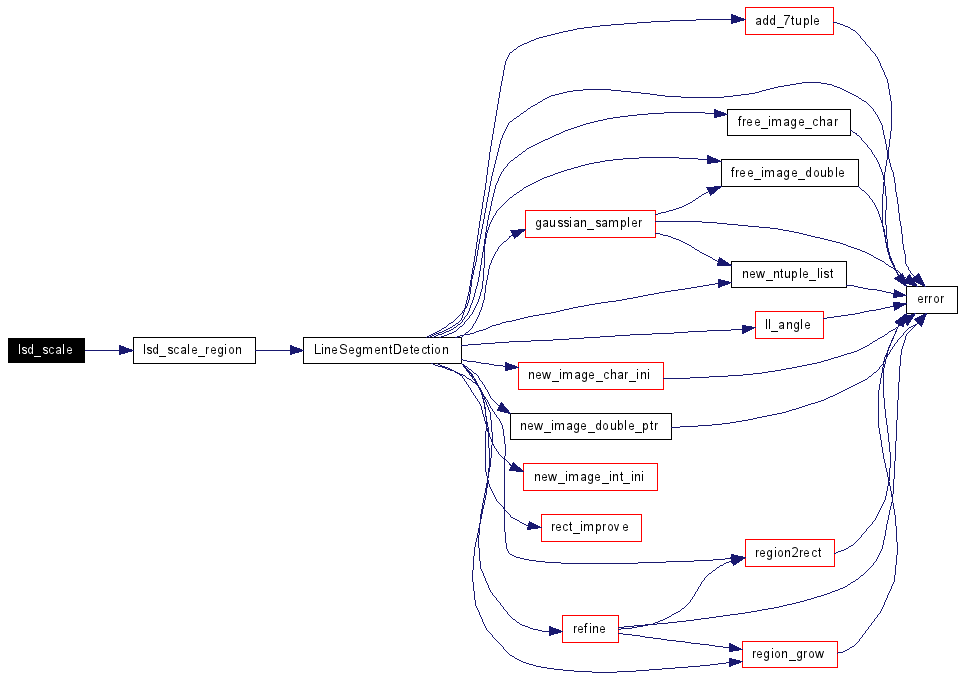 add_7tuple
free_image_char
free_image_double
gaussian_sampler
new_ntuple_list
error
ll_angle
lsd_scale
lsd_scale_region
LineSegmentDetection
new_image_char_ini
new_image_double_ptr
new_image_int_ini
rect_improve
region2rect
refine
region_grow